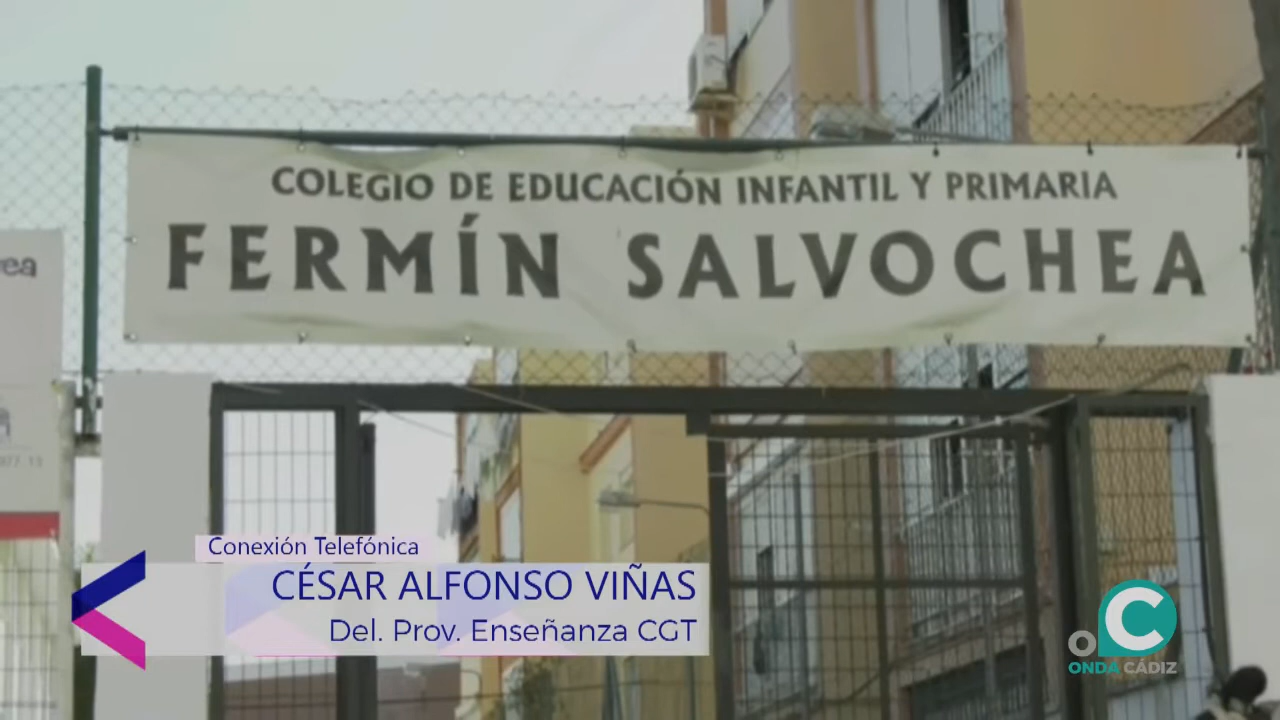 COLEGIO DE EDUCACIÓN INFANTIL Y PRIMARIA
FERMÍN SALVOCHEA
Conexión Telefónica
CÉSAR ALFONSO VIÑAS
Del. Prov. Enseñanza CGT
ONDA CÁDIZ